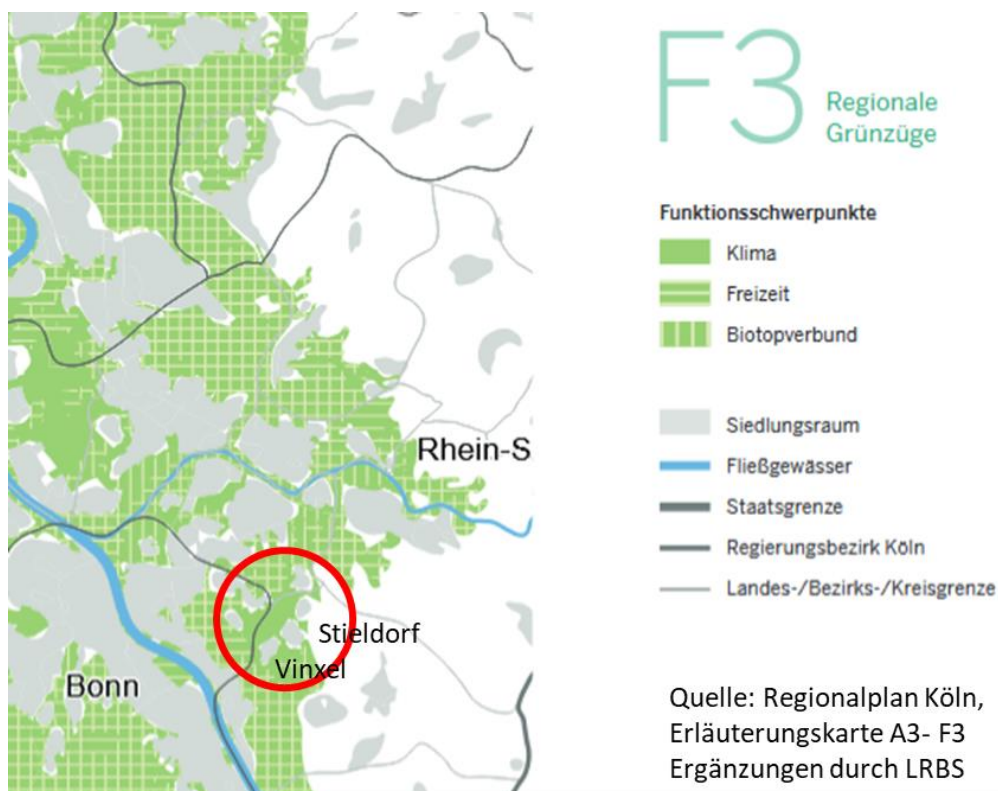 Rhein-S
Stieldorf
Vinxel
Bonn
F3
Regionale
Grünzüge
Funktionsschwerpunkte
Klima
Freizeit
Biotopverbund
Siedlungsraum
Fließgewässer
Staatsgrenze
Regierungsbezirk Köln
Landes-/Bezirks-/Kreisgrenze
Quelle: Regionalplan Köln,
Erläuterungskarte A3- F3
Ergänzungen durch LRBS